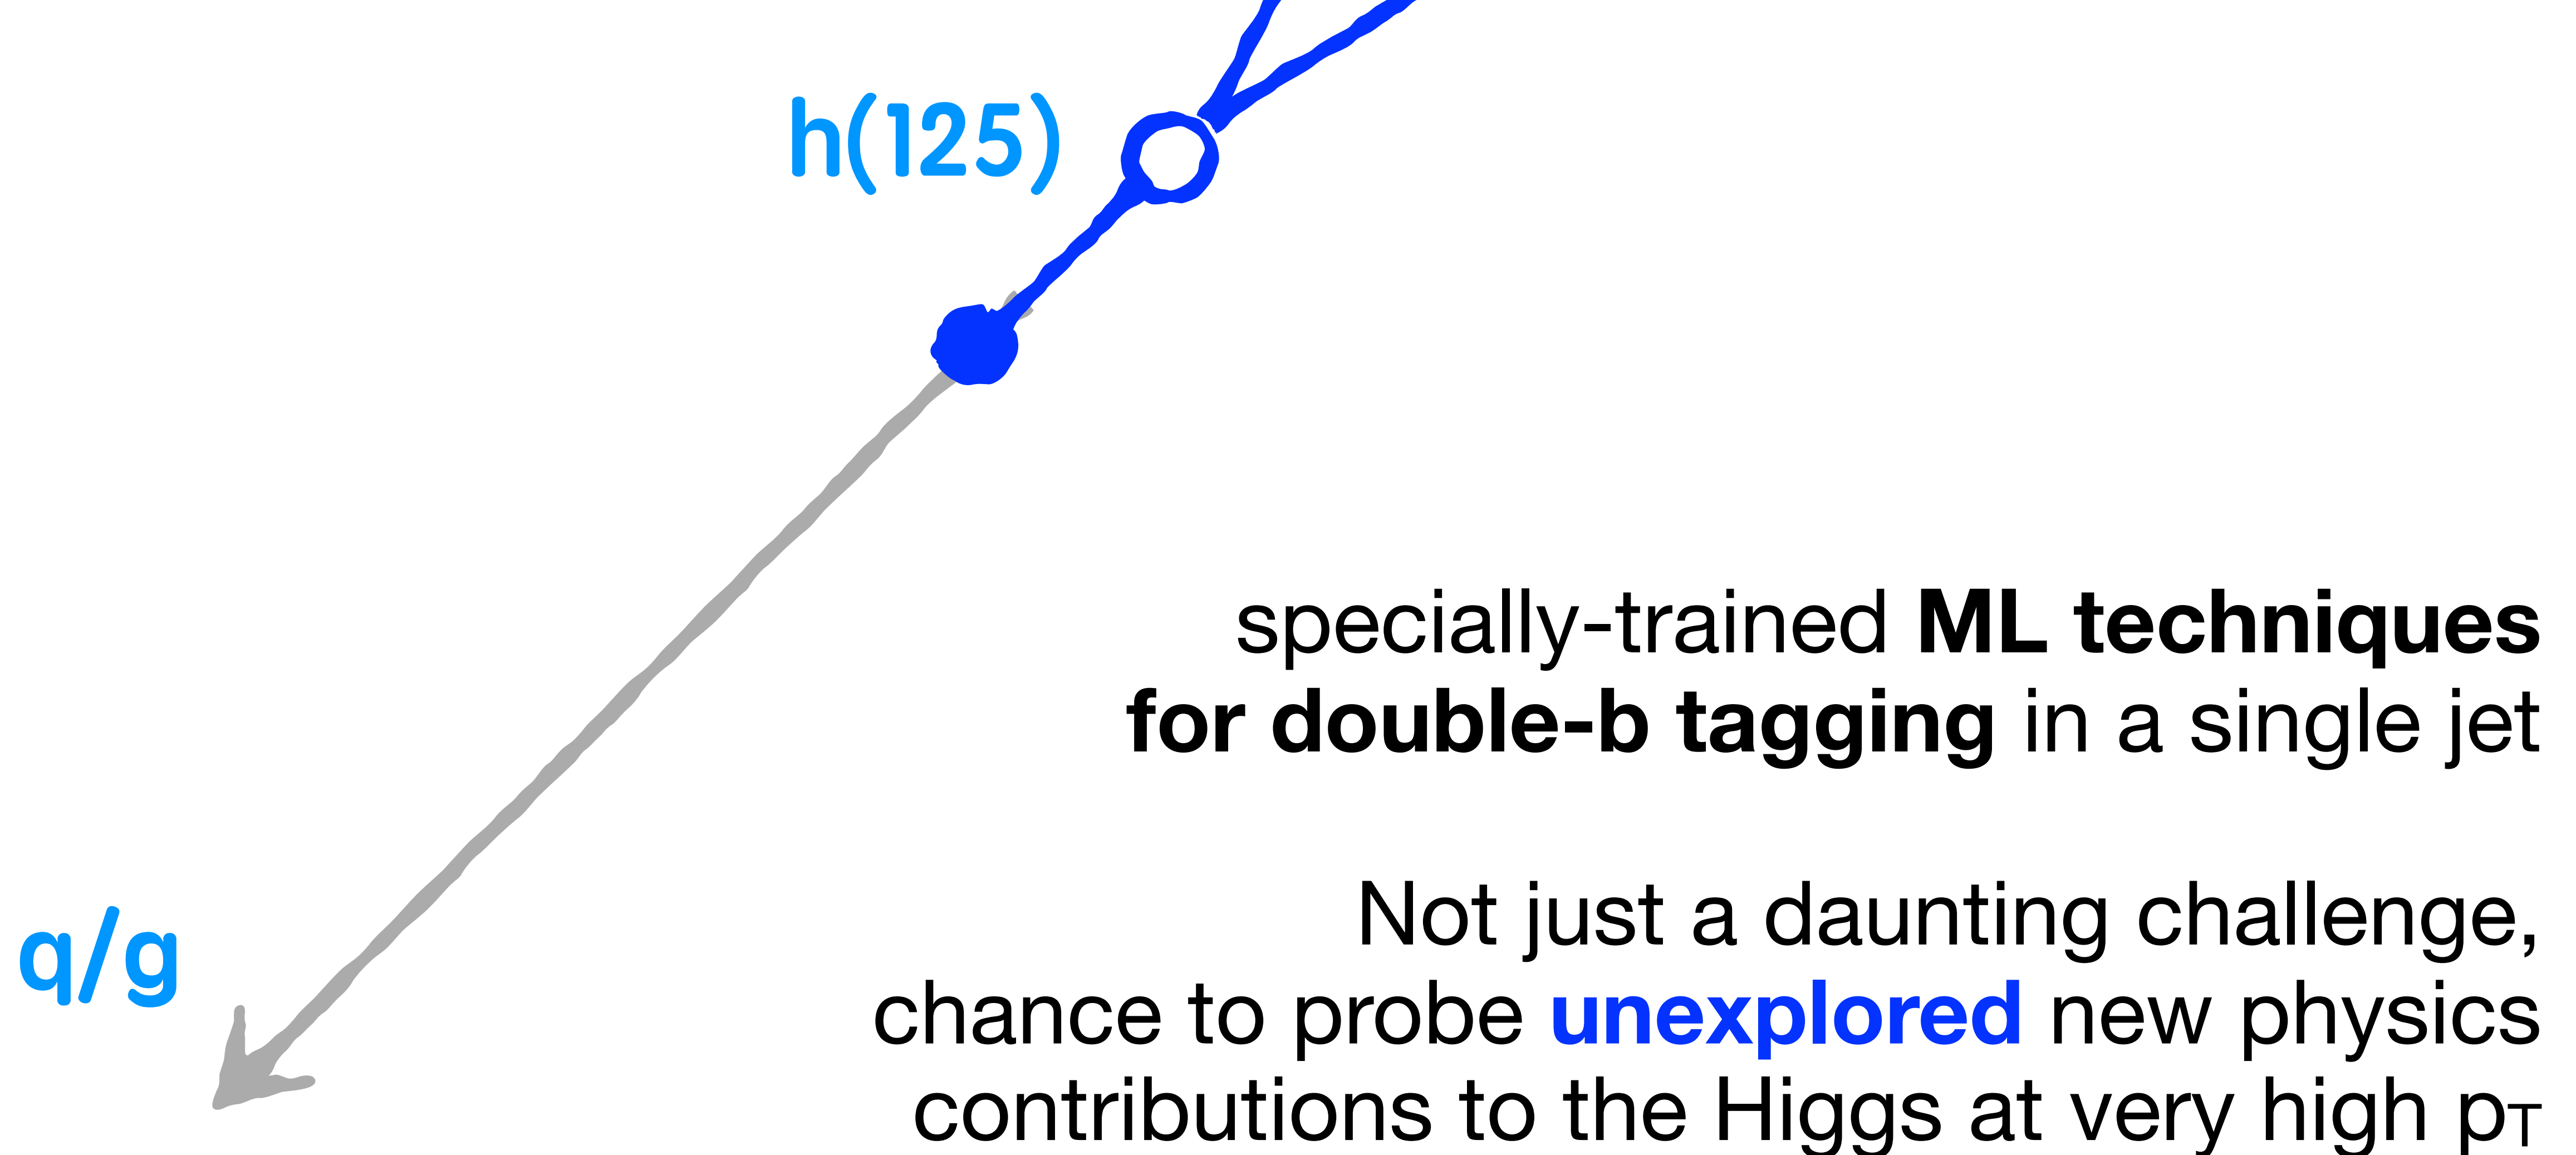 h(125)
specially-trained ML techniques
for double-b tagging in a single jet
q/g
Not just a daunting challenge,
chance to probe unexplored new physics
contributions to the Higgs at very high pT